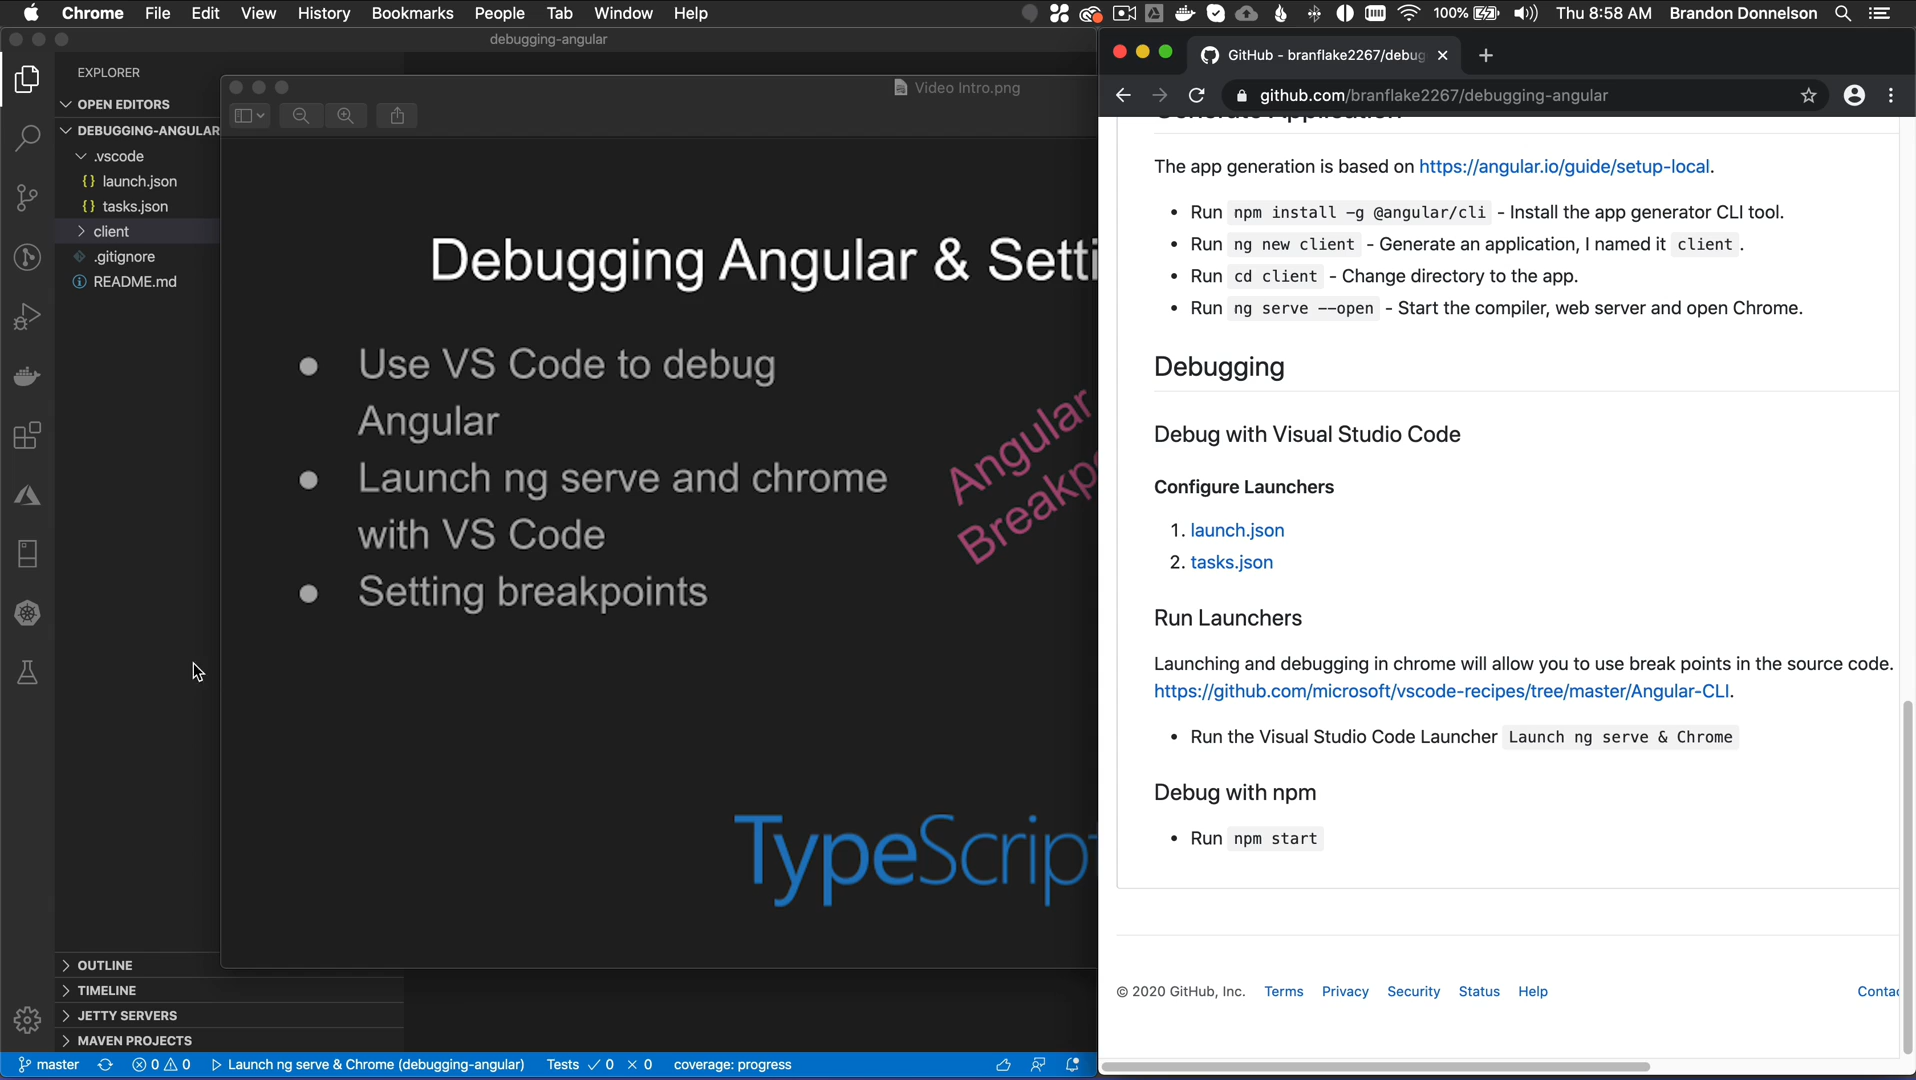 Chrome File Edit View History Bookmarks People Tab Window Help 100% Thu 8:58 AM Brandon Donnelson
debugging-angular
EXPLORER
OPEN EDITORS
DEBUGGING-ANGULAR
.vscode
{} launch.json
{} tasks.json
client
.gitignore
README.md
OUTLINE
TIMELINE
JETTY SERVERS
MAVEN PROJECTS
master 0 0 Launch ng serve & Chrome (debugging-angular) Tests ✓ 0 × 0 coverage: progress
Video Intro.png
Debugging Angular & Setti
● Use VS Code to debug
Angular
● Launch ng serve and chrome
with VS Code
● Setting breakpoints
Angular
Breakp
TypeScript
GitHub - branflake2267/debug
github.com/branflake2267/debugging-angular
Generate Application
The app generation is based on https://angular.io/guide/setup-local.
• Run npm install -g @angular/cli - Install the app generator CLI tool.
• Run ng new client - Generate an application, I named it client .
• Run cd client - Change directory to the app.
• Run ng serve --open - Start the compiler, web server and open Chrome.
Debugging
Debug with Visual Studio Code
Configure Launchers
1. launch.json
2. tasks.json
Run Launchers
Launching and debugging in chrome will allow you to use break points in the source code.
https://github.com/microsoft/vscode-recipes/tree/master/Angular-CLI.
• Run the Visual Studio Code Launcher Launch ng serve & Chrome
Debug with npm
• Run npm start
© 2020 GitHub, Inc. Terms Privacy Security Status Help Contac